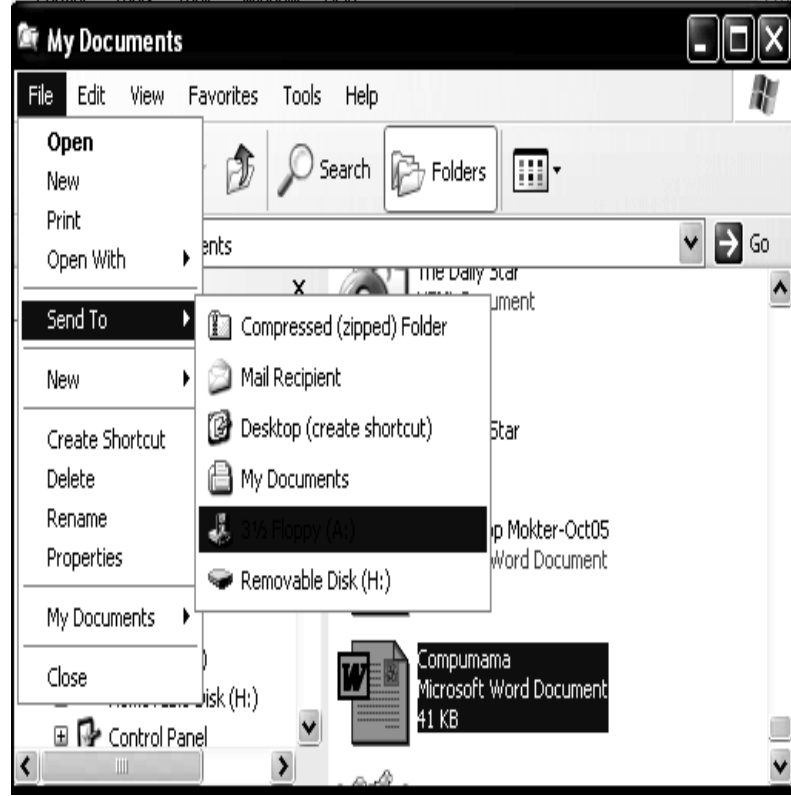 My Documents
File Edit View Favorites Tools Help
Open
New
Print
Open With
Send To
New
Create Shortcut
Delete
Rename
Properties
My Documents
Close
Search Folders
ents
Go
The Daily Star
ument
Compressed (zipped) Folder
Mail Recipient
Desktop (create shortcut)
My Documents
3½ Floppy (A:)
Removable Disk (H:)
Star
p Mokter-Oct05
Word Document
Compumama
Microsoft Word Document
41 KB
isk (H:)
Control Panel